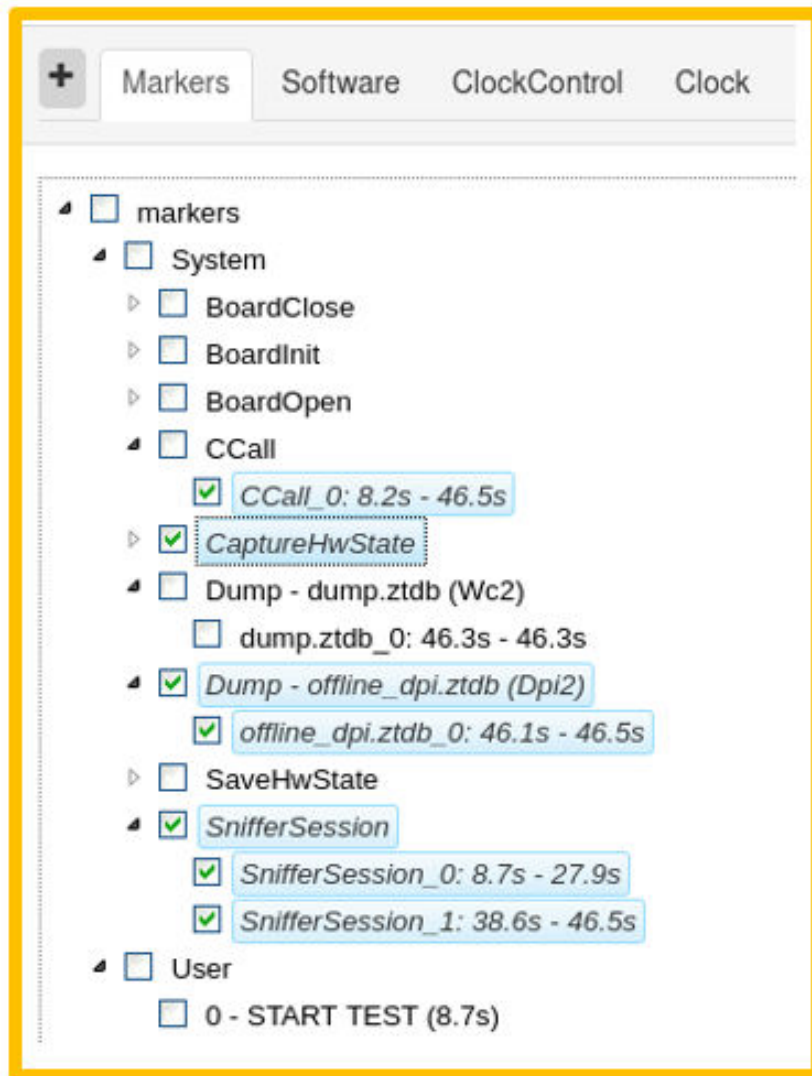 + Markers Software ClockControl Clock
markers
System
BoardClose
BoardInit
BoardOpen
CCall
CCall_0: 8.2s - 46.5s
CaptureHwState
Dump - dump.ztdb (Wc2)
dump.ztdb_0: 46.3s - 46.3s
Dump - offline_dpi.ztdb (Dpi2)
offline_dpi.ztdb_0: 46.1s - 46.5s
SaveHwState
SnifferSession
SnifferSession_0: 8.7s - 27.9s
SnifferSession_1: 38.6s - 46.5s
User
0 - START TEST (8.7s)